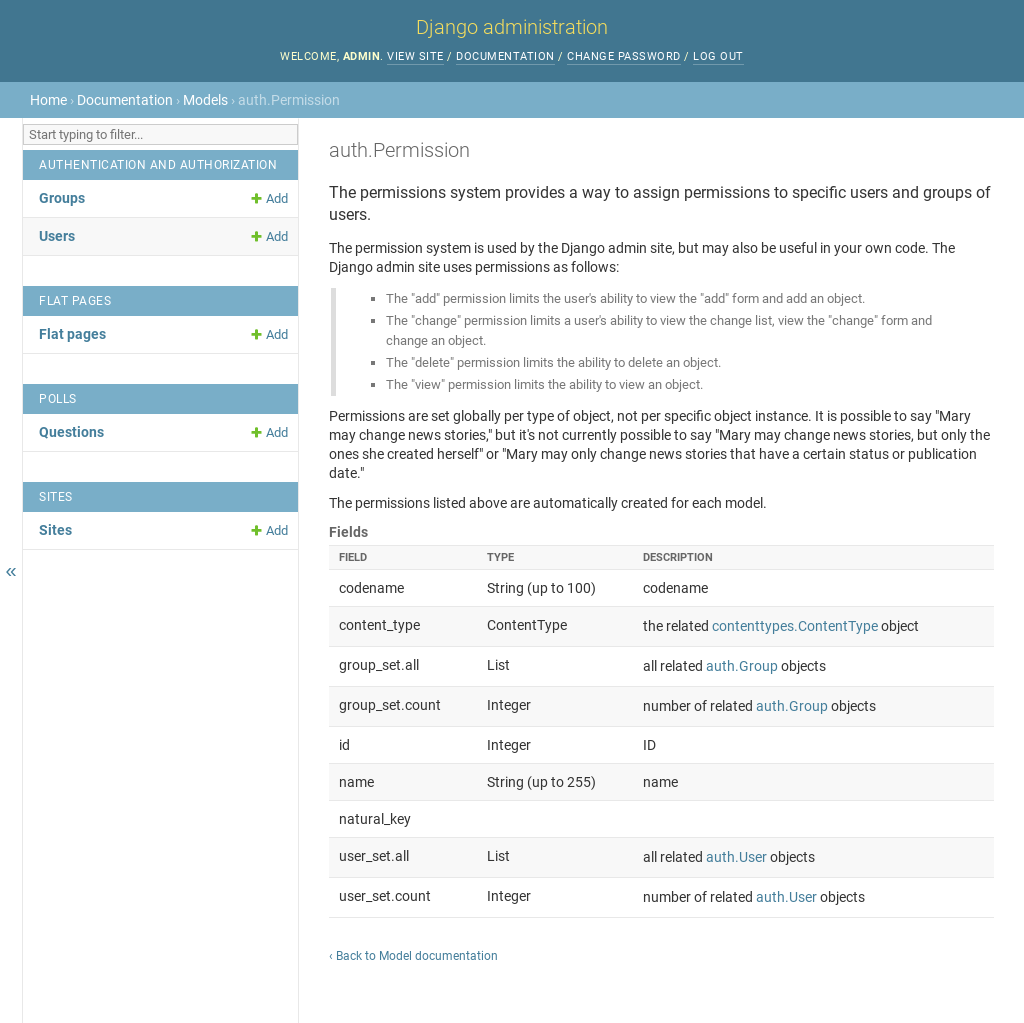 Django administration
WELCOME, ADMIN. VIEW SITE / DOCUMENTATION / CHANGE PASSWORD / LOG OUT
Home › Documentation › Models › auth.Permission
Start typing to filter...
AUTHENTICATION AND AUTHORIZATION
Groups Add
Users Add
FLAT PAGES
Flat pages Add
POLLS
Questions Add
SITES
Sites Add
«
auth.Permission
The permissions system provides a way to assign permissions to specific users and groups of
users.
The permission system is used by the Django admin site, but may also be useful in your own code. The
Django admin site uses permissions as follows:
The "add" permission limits the user's ability to view the "add" form and add an object.
The "change" permission limits a user's ability to view the change list, view the "change" form and
change an object.
The "delete" permission limits the ability to delete an object.
The "view" permission limits the ability to view an object.
Permissions are set globally per type of object, not per specific object instance. It is possible to say "Mary
may change news stories," but it's not currently possible to say "Mary may change news stories, but only the
ones she created herself" or "Mary may only change news stories that have a certain status or publication
date."
The permissions listed above are automatically created for each model.
Fields
FIELD TYPE DESCRIPTION
codename String (up to 100) codename
content_type ContentType the related contenttypes.ContentType object
group_set.all List all related auth.Group objects
group_set.count Integer number of related auth.Group objects
id Integer ID
name String (up to 255) name
natural_key
user_set.all List all related auth.User objects
user_set.count Integer number of related auth.User objects
‹ Back to Model documentation